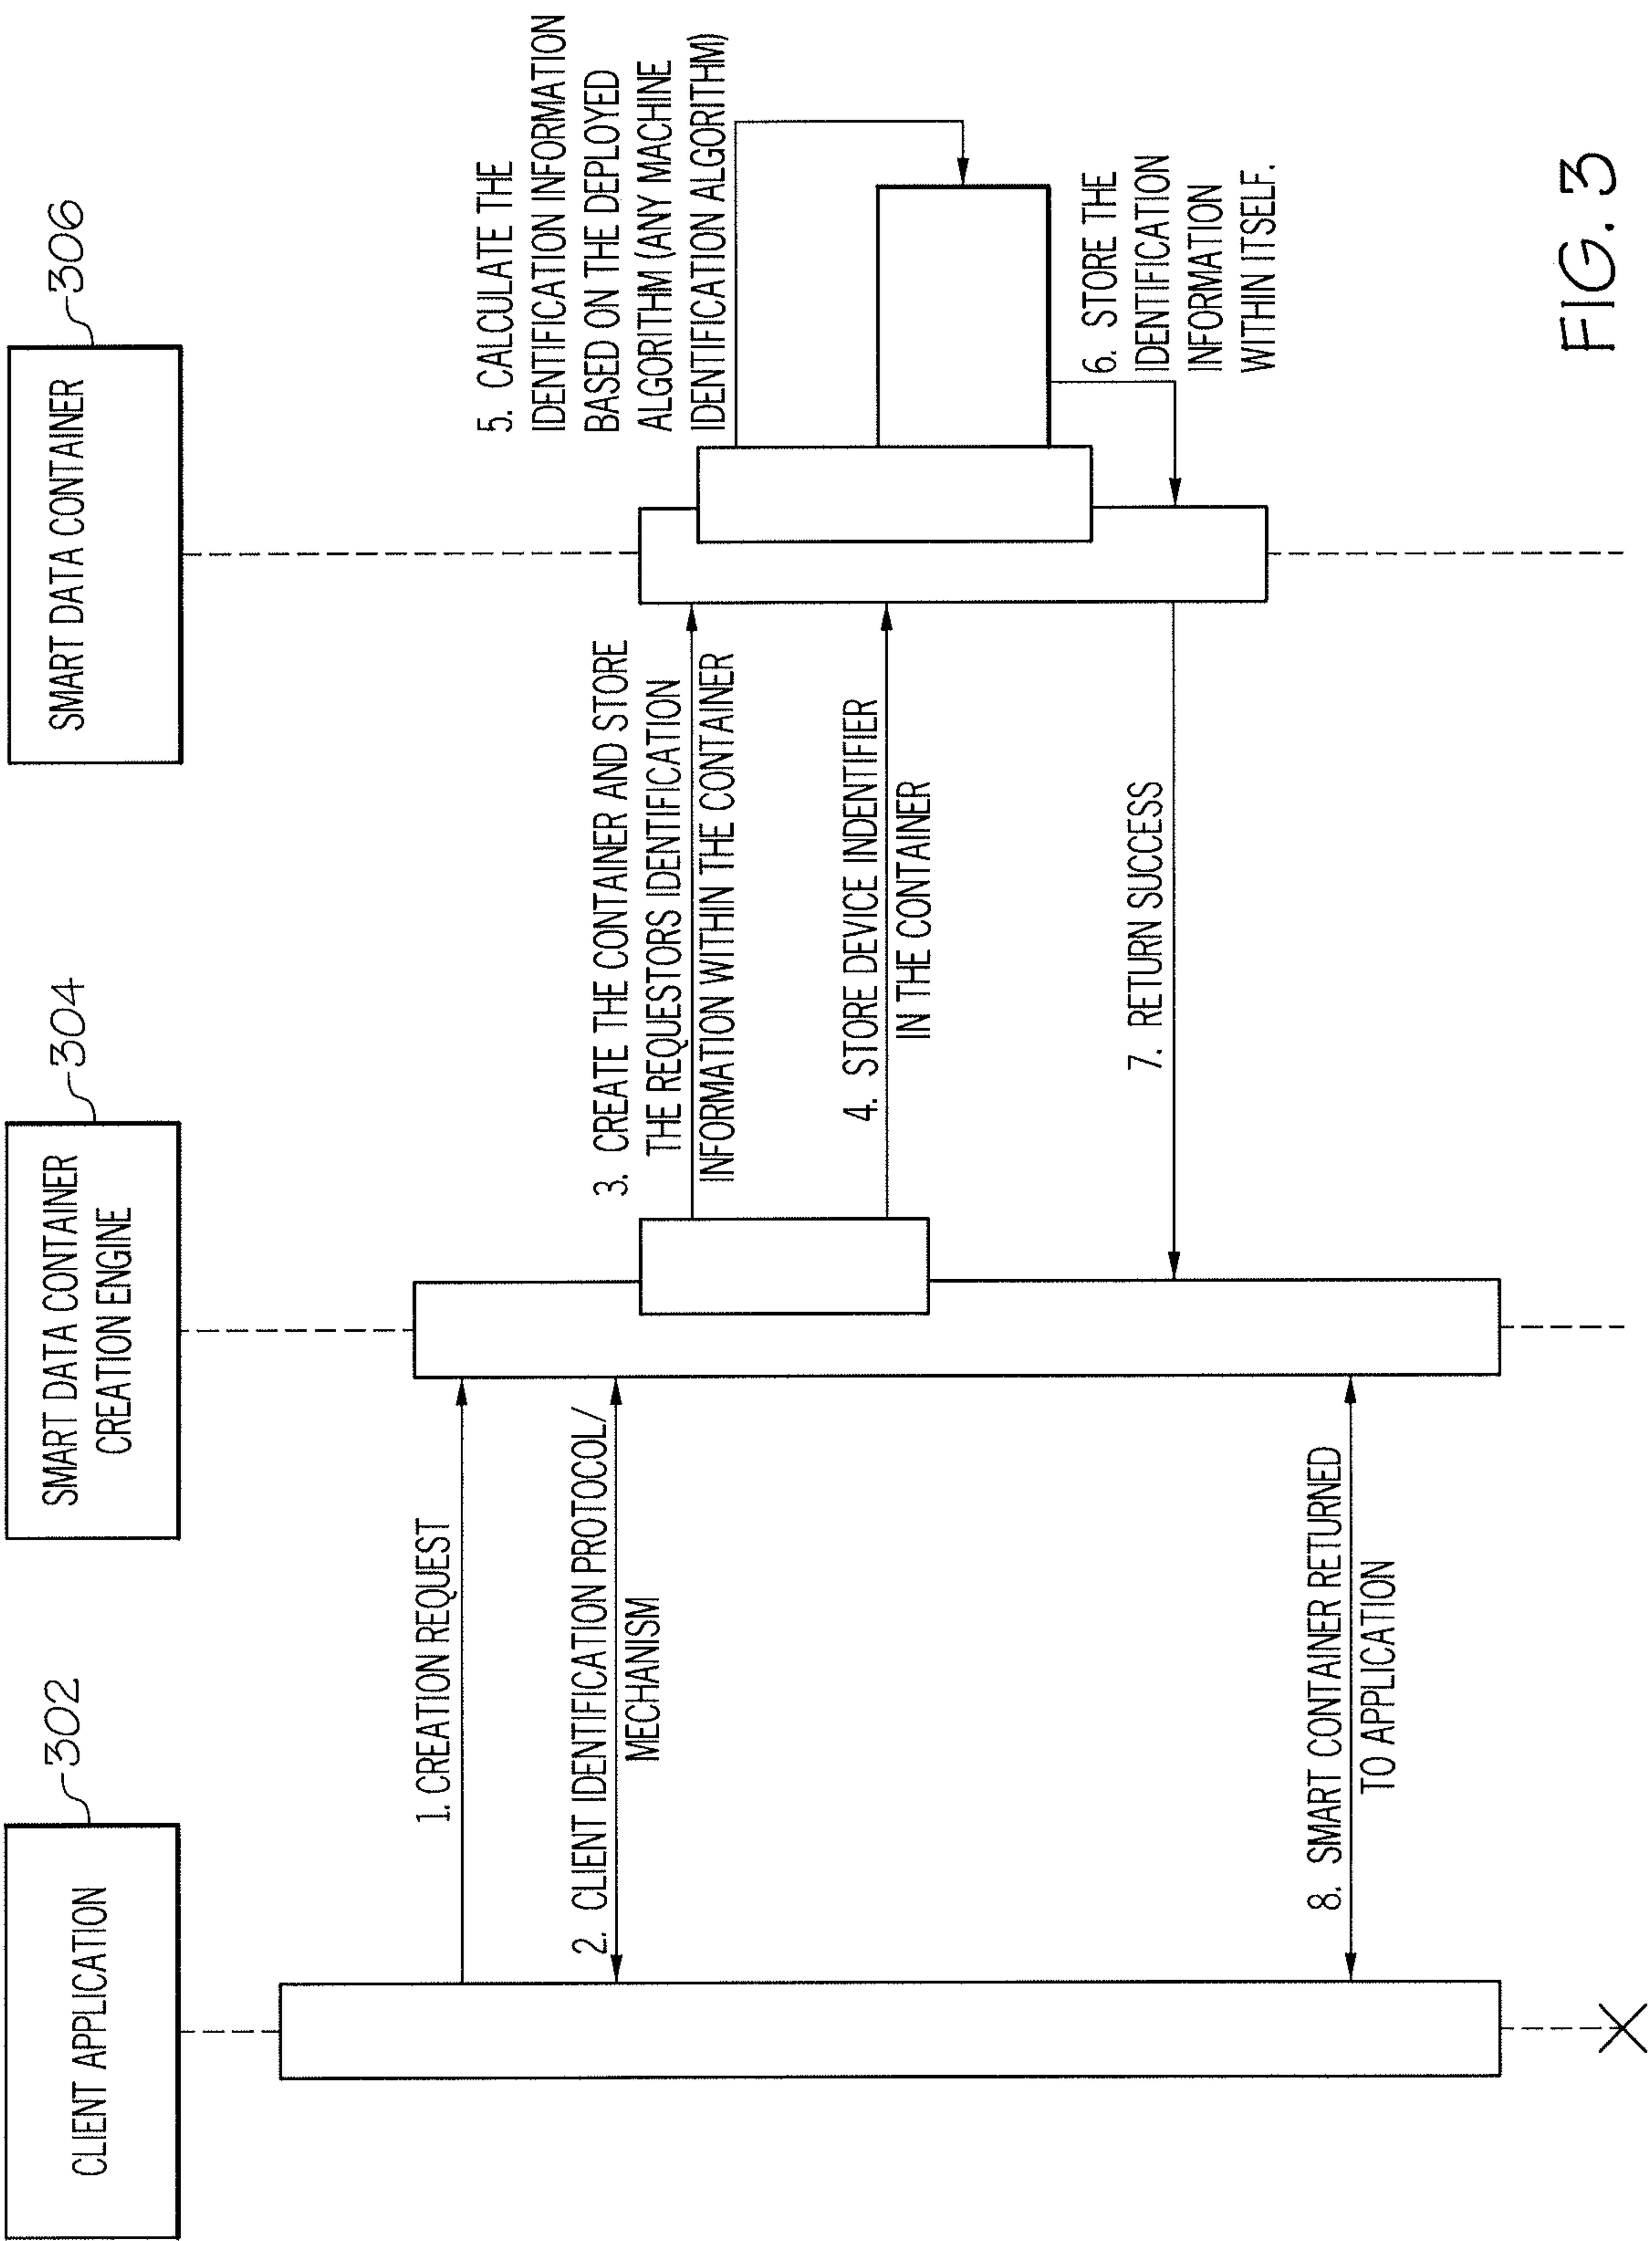 CLIENT APPLICATION
302
SMART DATA CONTAINER
CREATION ENGINE
304
SMART DATA CONTAINER
306
1. CREATION REQUEST
2. CLIENT IDENTIFICATION PROTOCOL/
MECHANISM
3. CREATE THE CONTAINER AND STORE
THE REQUESTORS IDENTIFICATION
INFORMATION WITHIN THE CONTAINER
4. STORE DEVICE INDENTIFIER
IN THE CONTAINER
5. CALCULATE THE
IDENTIFICATION INFORMATION
BASED ON THE DEPLOYED
ALGORITHM (ANY MACHINE
IDENTIFICATION ALGORITHM)
6. STORE THE
IDENTIFICATION
INFORMATION
WITHIN ITSELF.
7. RETURN SUCCESS
8. SMART CONTAINER RETURNED
TO APPLICATION
FIG. 3